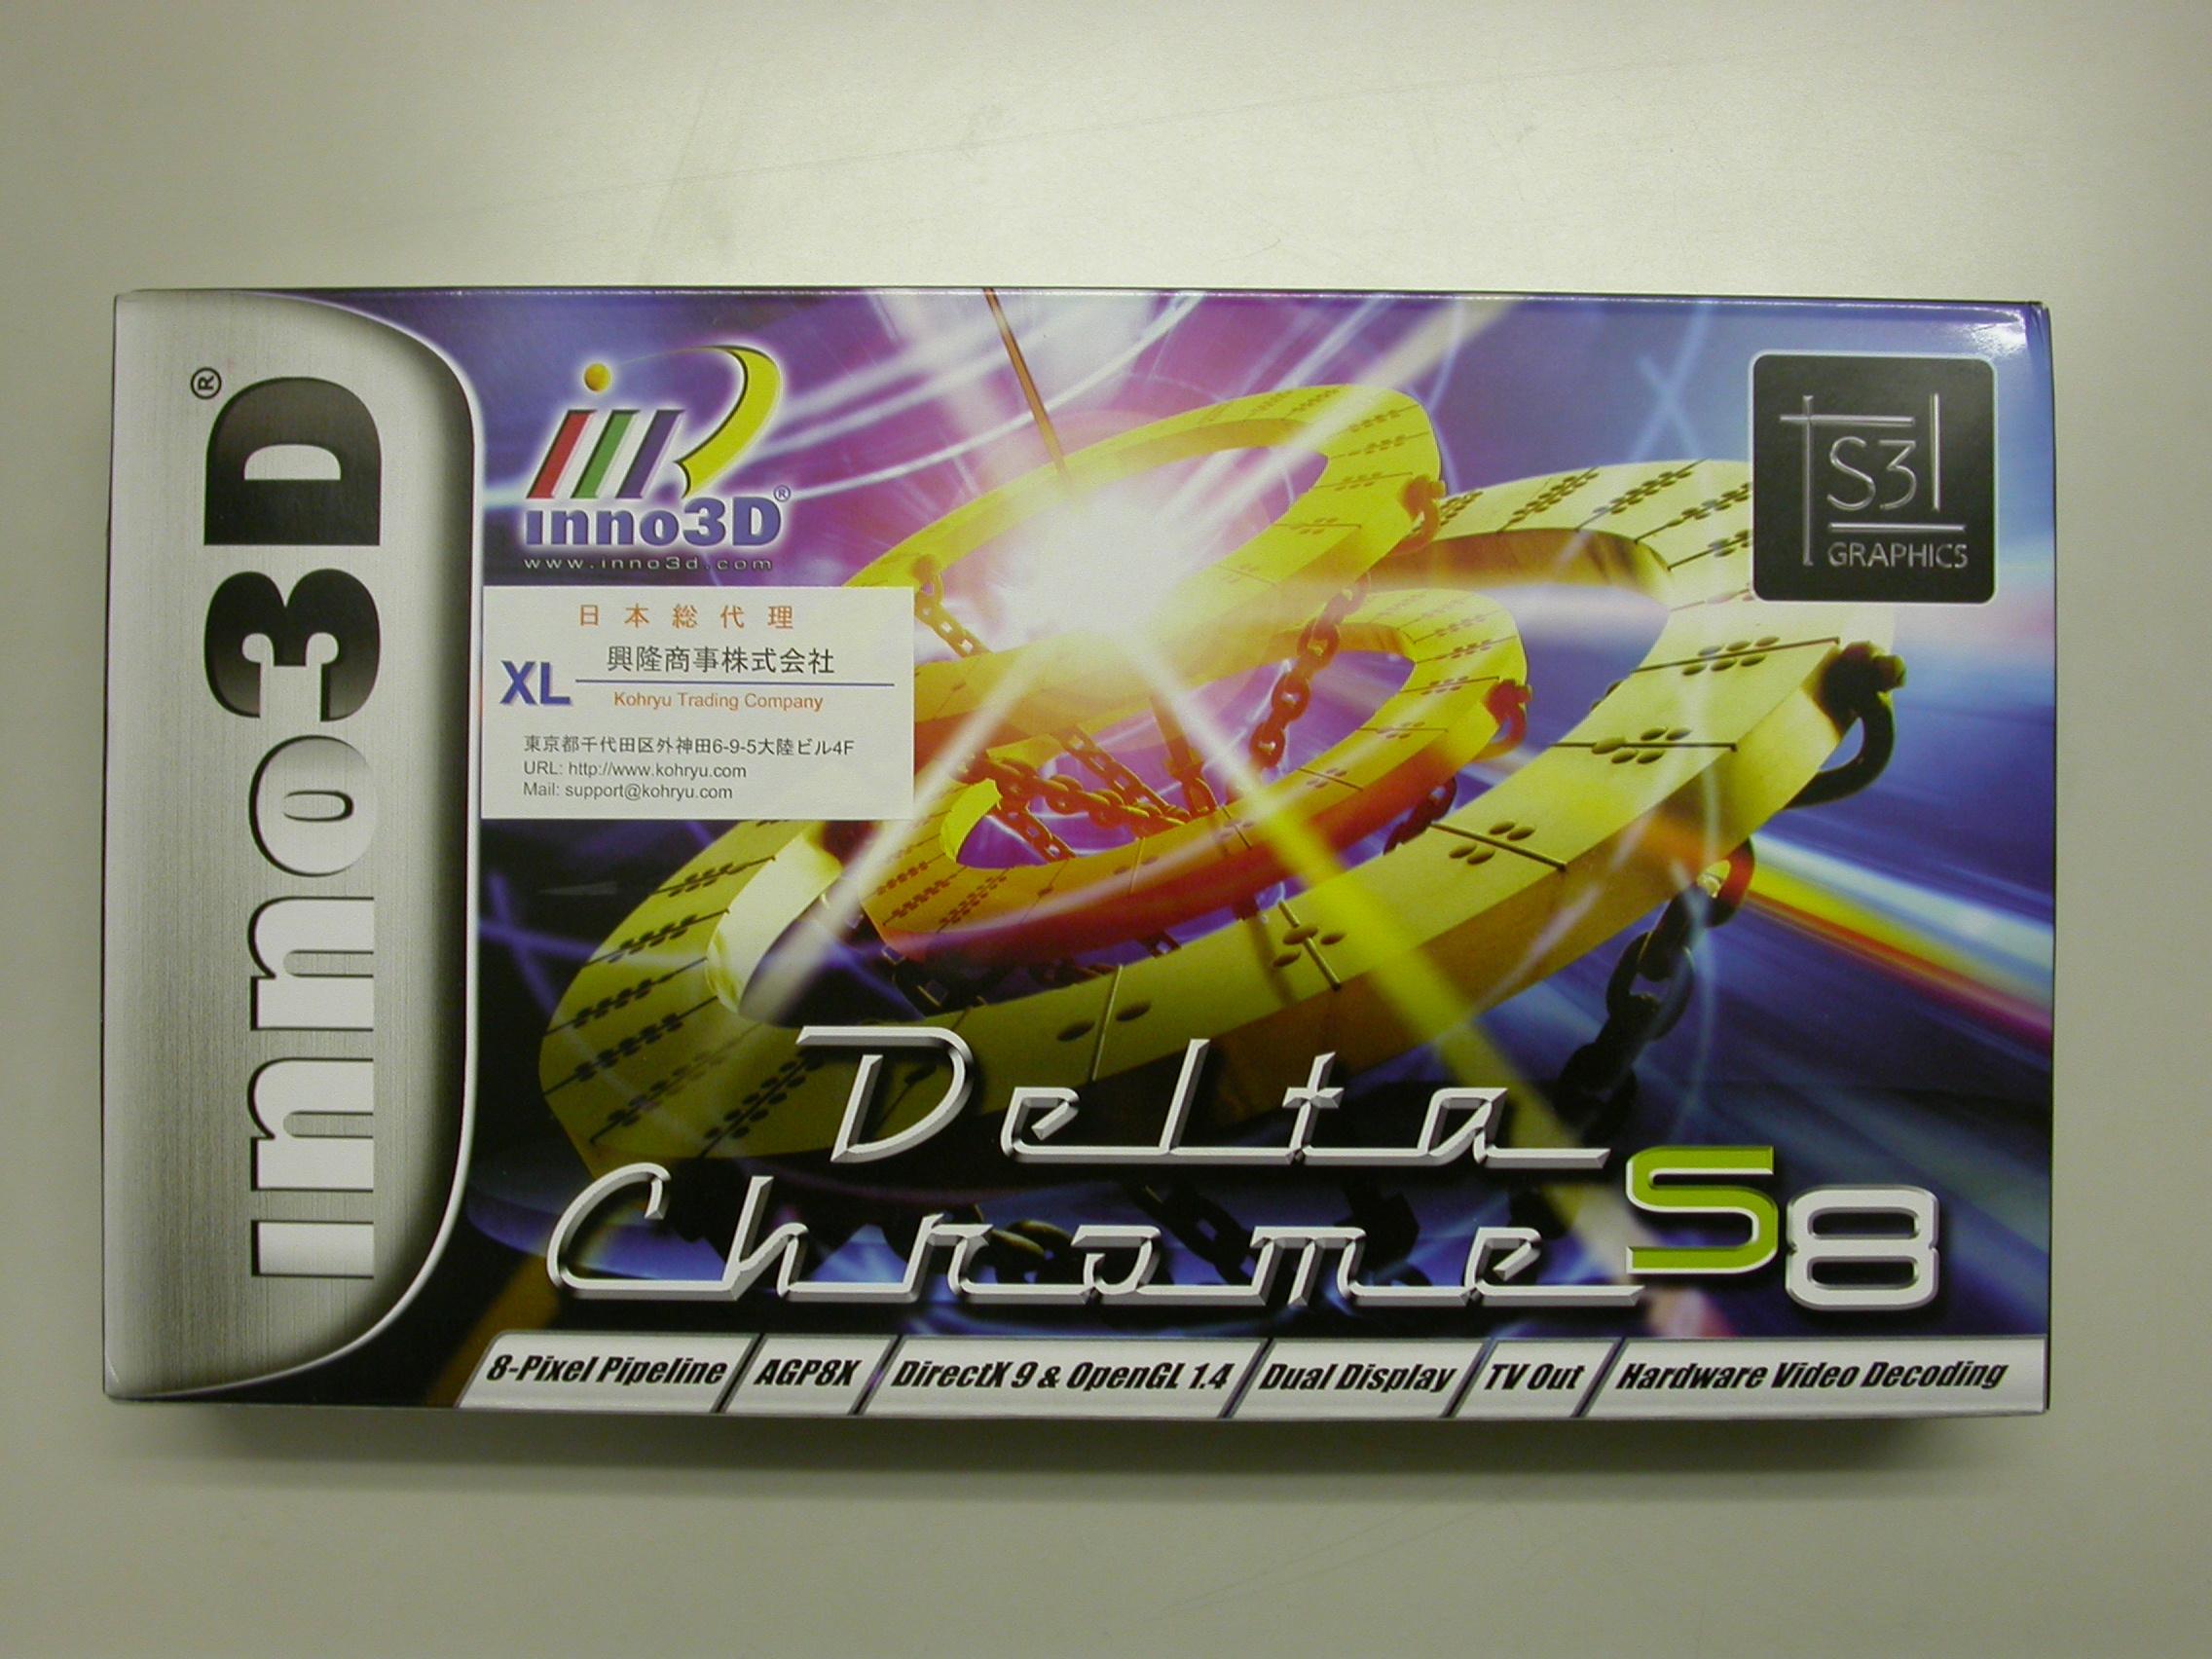 inno3D®
inno3D®
www.inno3d.com
S3
GRAPHICS
日本総代理
XL
興隆商事株式会社
Kohryu Trading Company
東京都千代田区外神田6-9-5大陸ビル4F
URL: http://www.kohryu.com
Mail: support@kohryu.com
Delta
Chrome S8
8-Pixel Pipeline AGP8X DirectX 9 & OpenGL 1.4 Dual Display TV Out Hardware Video Decoding